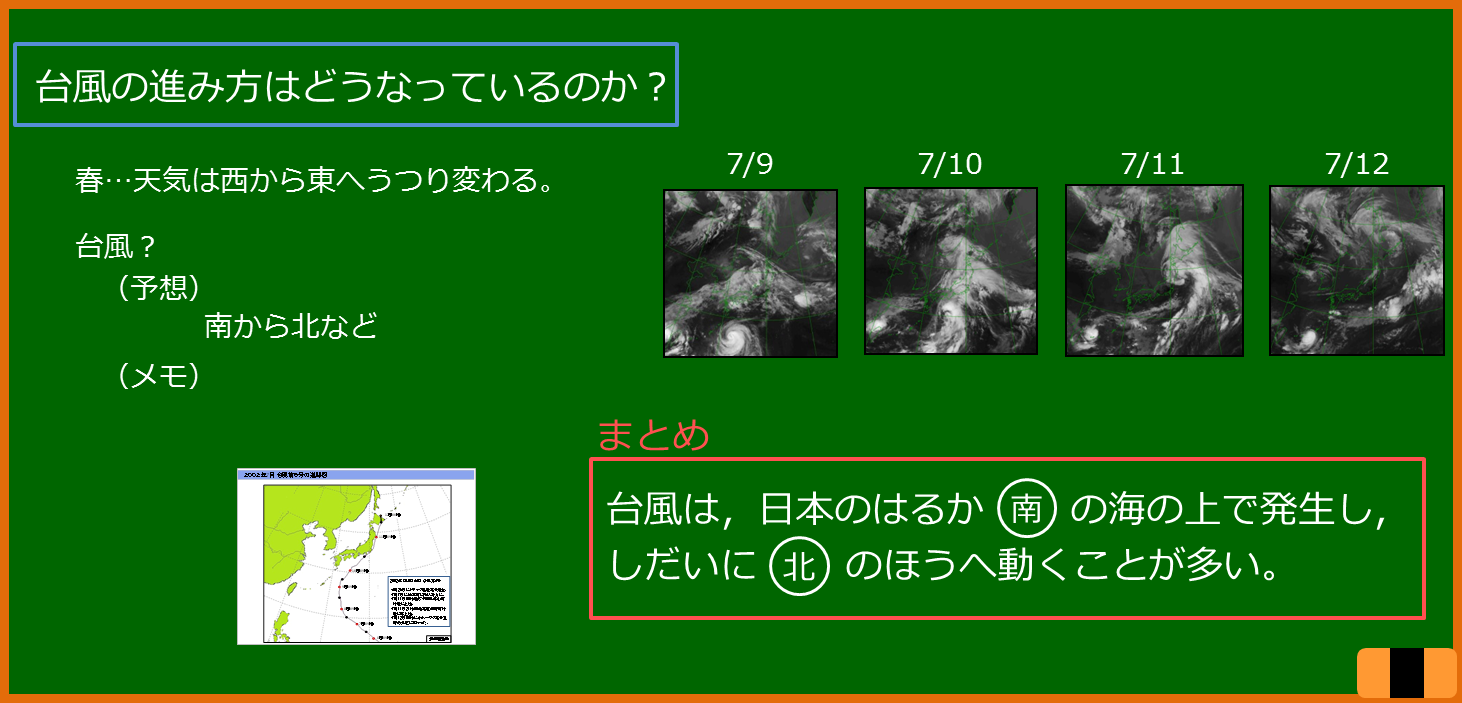 台風の進み方はどうなっているのか？
春…天気は西から東へうつり変わる。
台風？
（予想）
南から北など
（メモ）
7/9
7/10
7/11
7/12
まとめ
台風は，日本のはるか 南 の海の上で発生し，
しだいに 北 のほうへ動くことが多い。